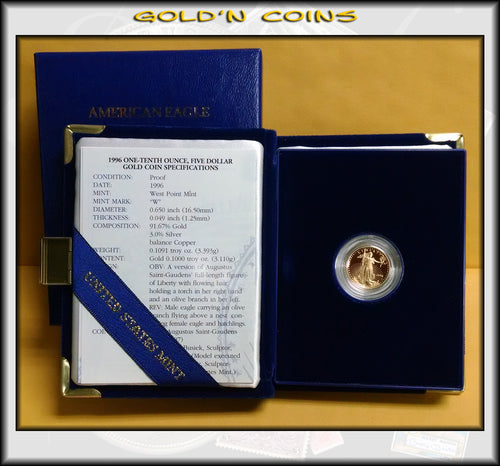 GOLD'N COINS
AMERICAN EAGLE
1996 ONE-TENTH OUNCE, FIVE DOLLAR
GOLD COIN SPECIFICATIONS
CONDITION: Proof
DATE: 1996
MINT: West Point Mint
MINT MARK: "W"
DIAMETER: 0.650 inch (16.50mm)
THICKNESS: 0.049 inch (1.25mm)
COMPOSITION: 91.67% Gold
3.0% Silver
balance Copper
WEIGHT: 0.1091 troy oz. (3.393g)
CONTENT: Gold 0.1000 troy oz. (3.110g)
OBV: A version of Augustus
Saint-Gaudens' full-length figure
of Liberty with flowing hair,
holding a torch in her right hand
and an olive branch in her left.
REV: Male eagle carrying an olive
branch flying above a nest
female eagle and hatchlings.
Augustus Saint-Gaudens
Busiek, Sculptor,
(Model executed
Sculptor-
Mint.)
UNITED STATES MINT